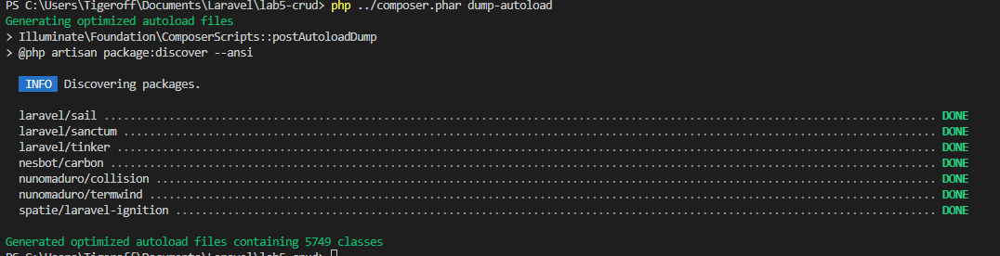 PS C:\Users\Tigeroff\Documents\Laravel\lab5-crud> php ../composer.phar dump-autoload
Generating optimized autoload files
> Illuminate\Foundation\ComposerScripts::postAutoloadDump
> @php artisan package:discover --ansi
INFO Discovering packages.
laravel/sail ................................................................................................................................. DONE
laravel/sanctum .............................................................................................................................. DONE
laravel/tinker ............................................................................................................................... DONE
nesbot/carbon ................................................................................................................................ DONE
nunomaduro/collision ......................................................................................................................... DONE
nunomaduro/termwind .......................................................................................................................... DONE
spatie/laravel-ignition ...................................................................................................................... DONE
Generated optimized autoload files containing 5749 classes
PS C:\Users\Tigeroff\Documents\Laravel\lab5-crud>